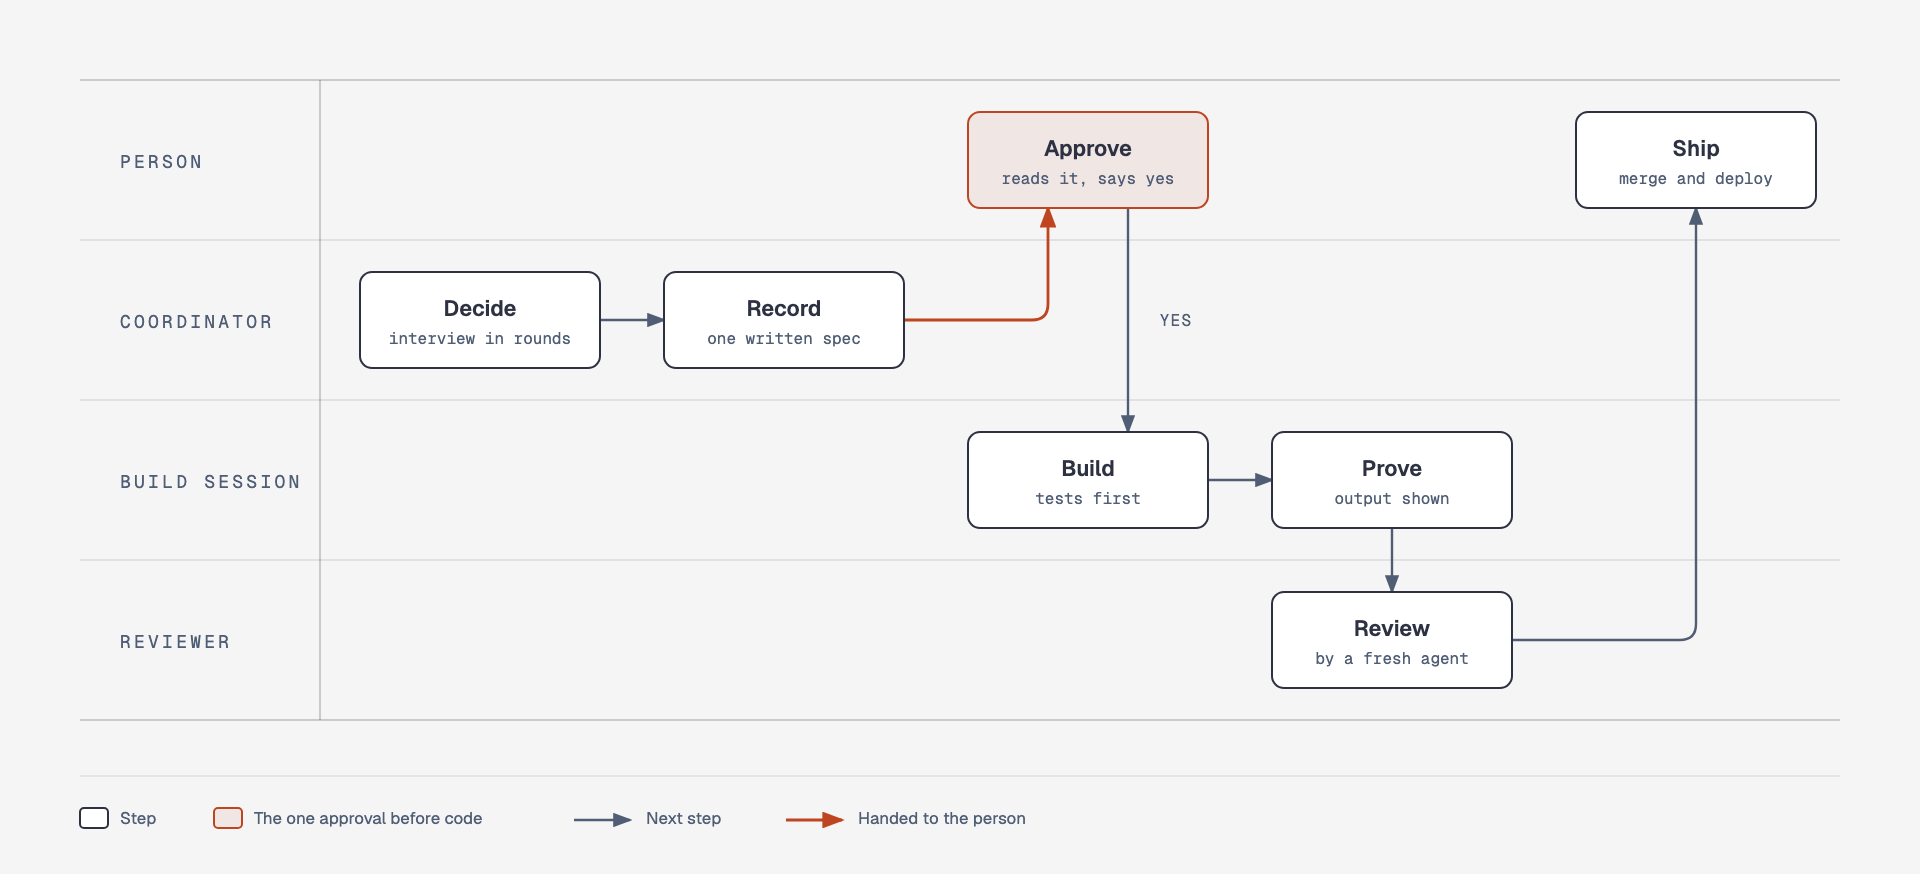 PERSON
Approve
reads it, says yes
Ship
merge and deploy
COORDINATOR
Decide
interview in rounds
Record
one written spec
YES
BUILD SESSION
Build
tests first
Prove
output shown
REVIEWER
Review
by a fresh agent
Step
The one approval before code
Next step
Handed to the person